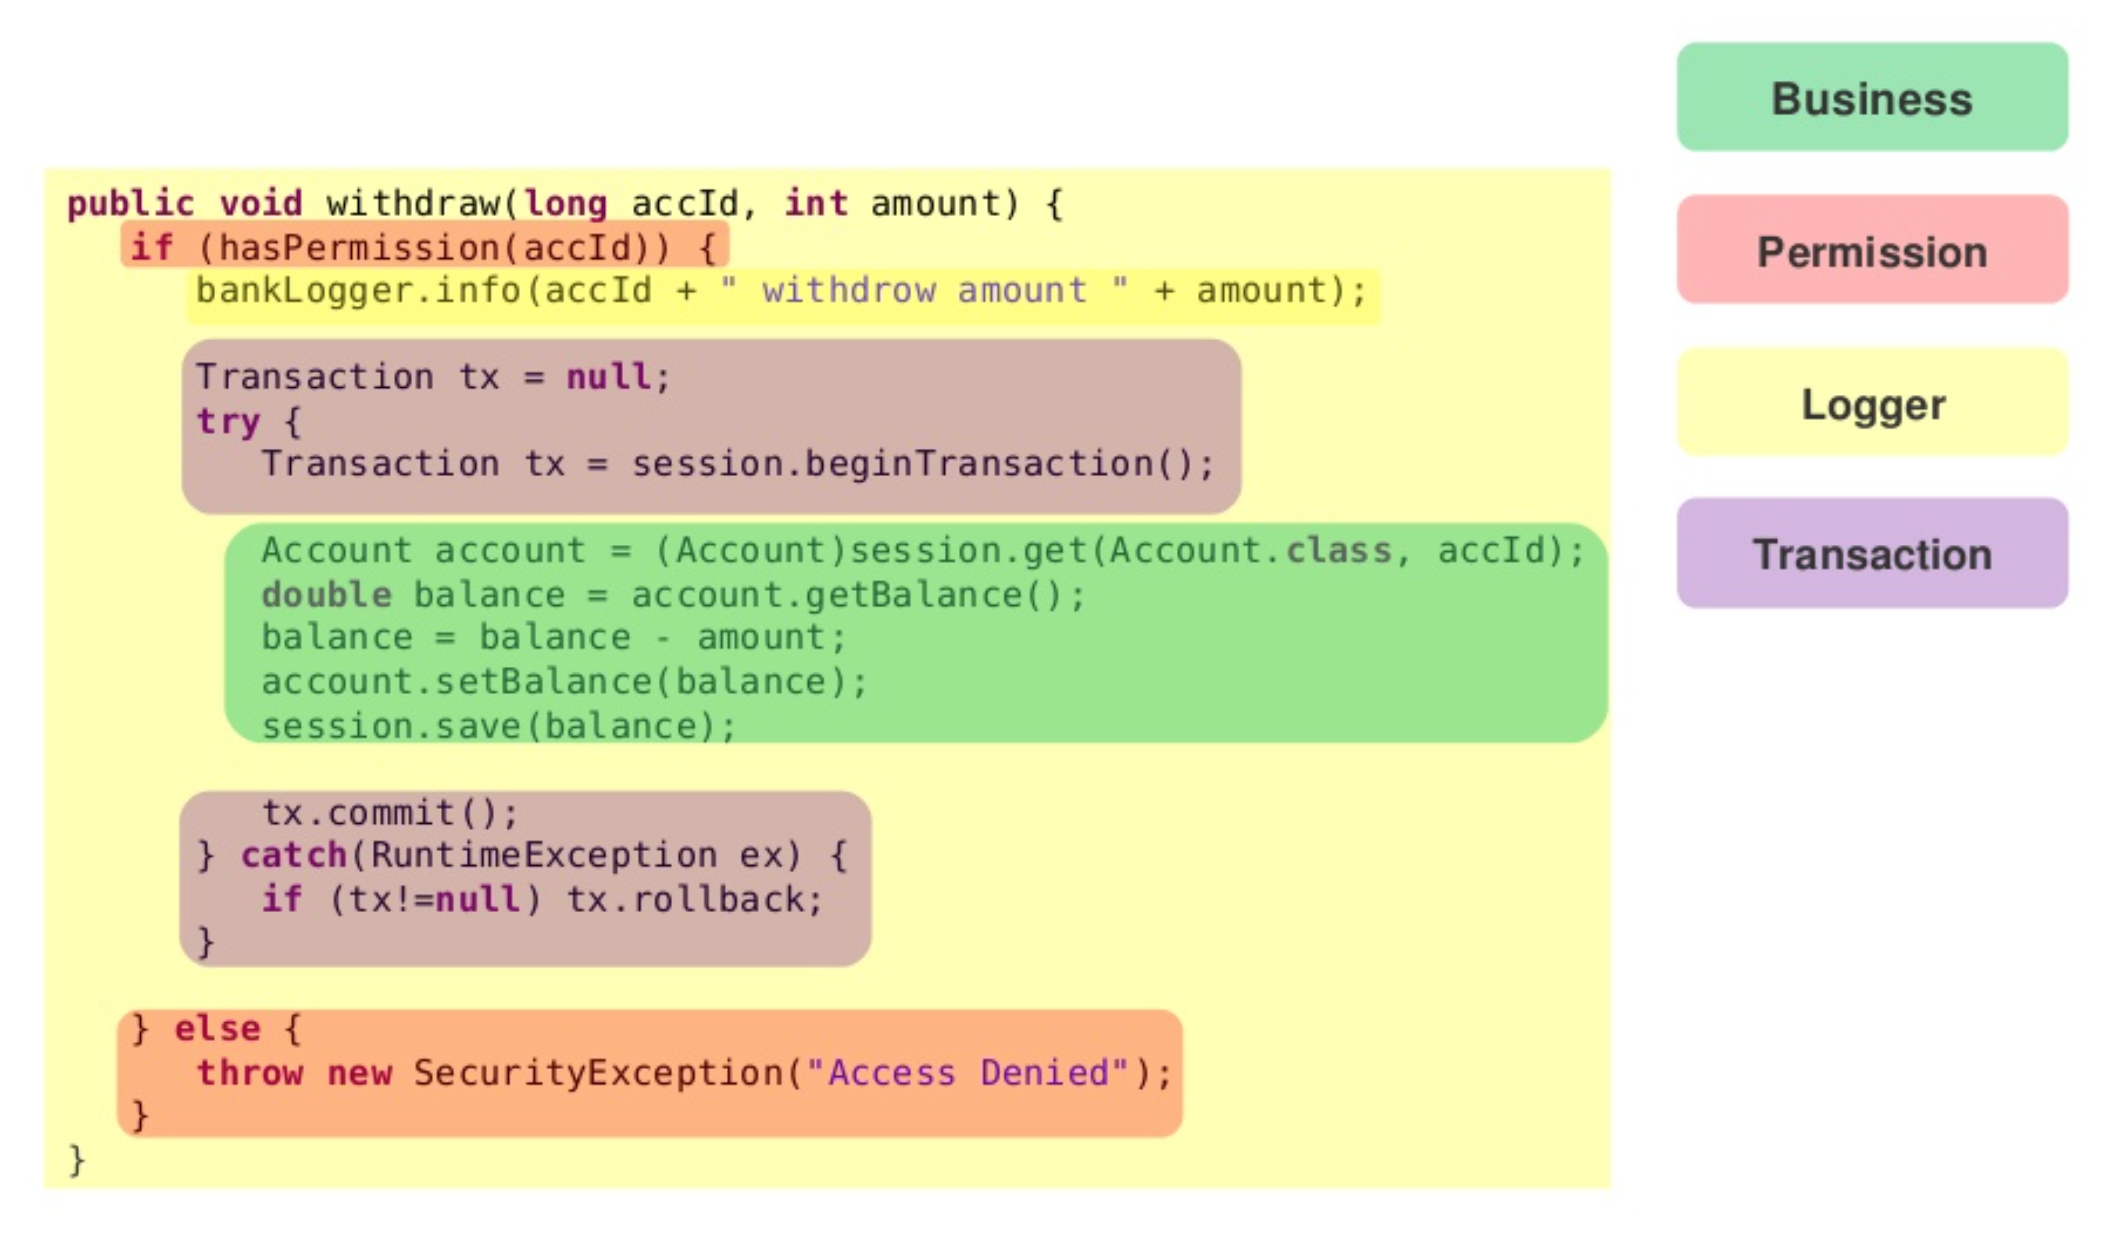 public void withdraw(long accId, int amount) {
if (hasPermission(accId)) {
bankLogger.info(accId + " withdrow amount " + amount);
Transaction tx = null;
try {
Transaction tx = session.beginTransaction();
Account account = (Account)session.get(Account.class, accId);
double balance = account.getBalance();
balance = balance - amount;
account.setBalance(balance);
session.save(balance);
tx.commit();
} catch(RuntimeException ex) {
if (tx!=null) tx.rollback;
}
} else {
throw new SecurityException("Access Denied");
}
}
Business
Permission
Logger
Transaction